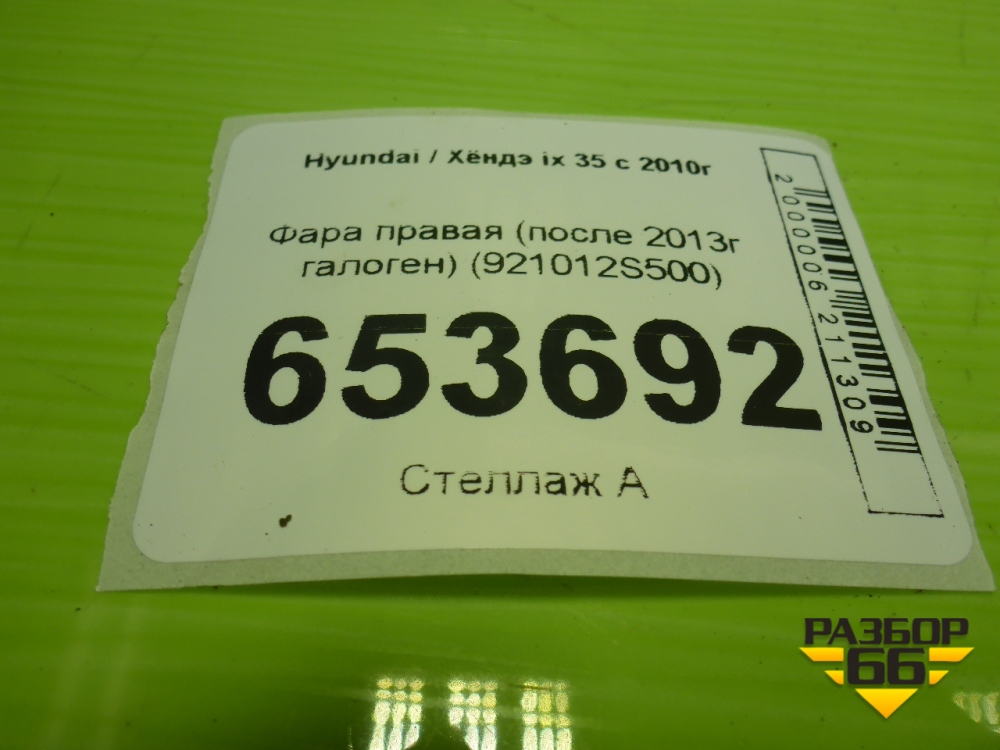 Hyundai / Хёндэ ix 35 с 2010г
Фара правая (после 2013г
галоген) (921012S500)
653692
Стеллаж А
2000006211309
РАЗБОР
66